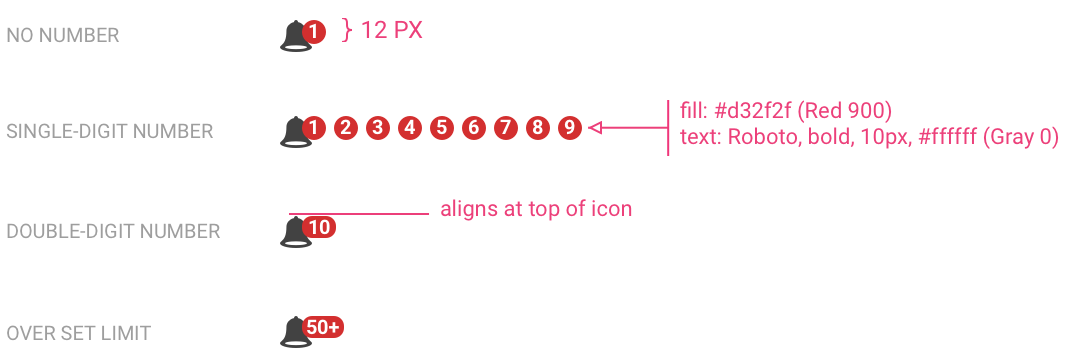 NO NUMBER 1 } 12 PX
fill: #d32f2f (Red 900)
SINGLE-DIGIT NUMBER 1 2 3 4 5 6 7 8 9
text: Roboto, bold, 10px, #ffffff (Gray 0)
aligns at top of icon
DOUBLE-DIGIT NUMBER 10
OVER SET LIMIT 50+